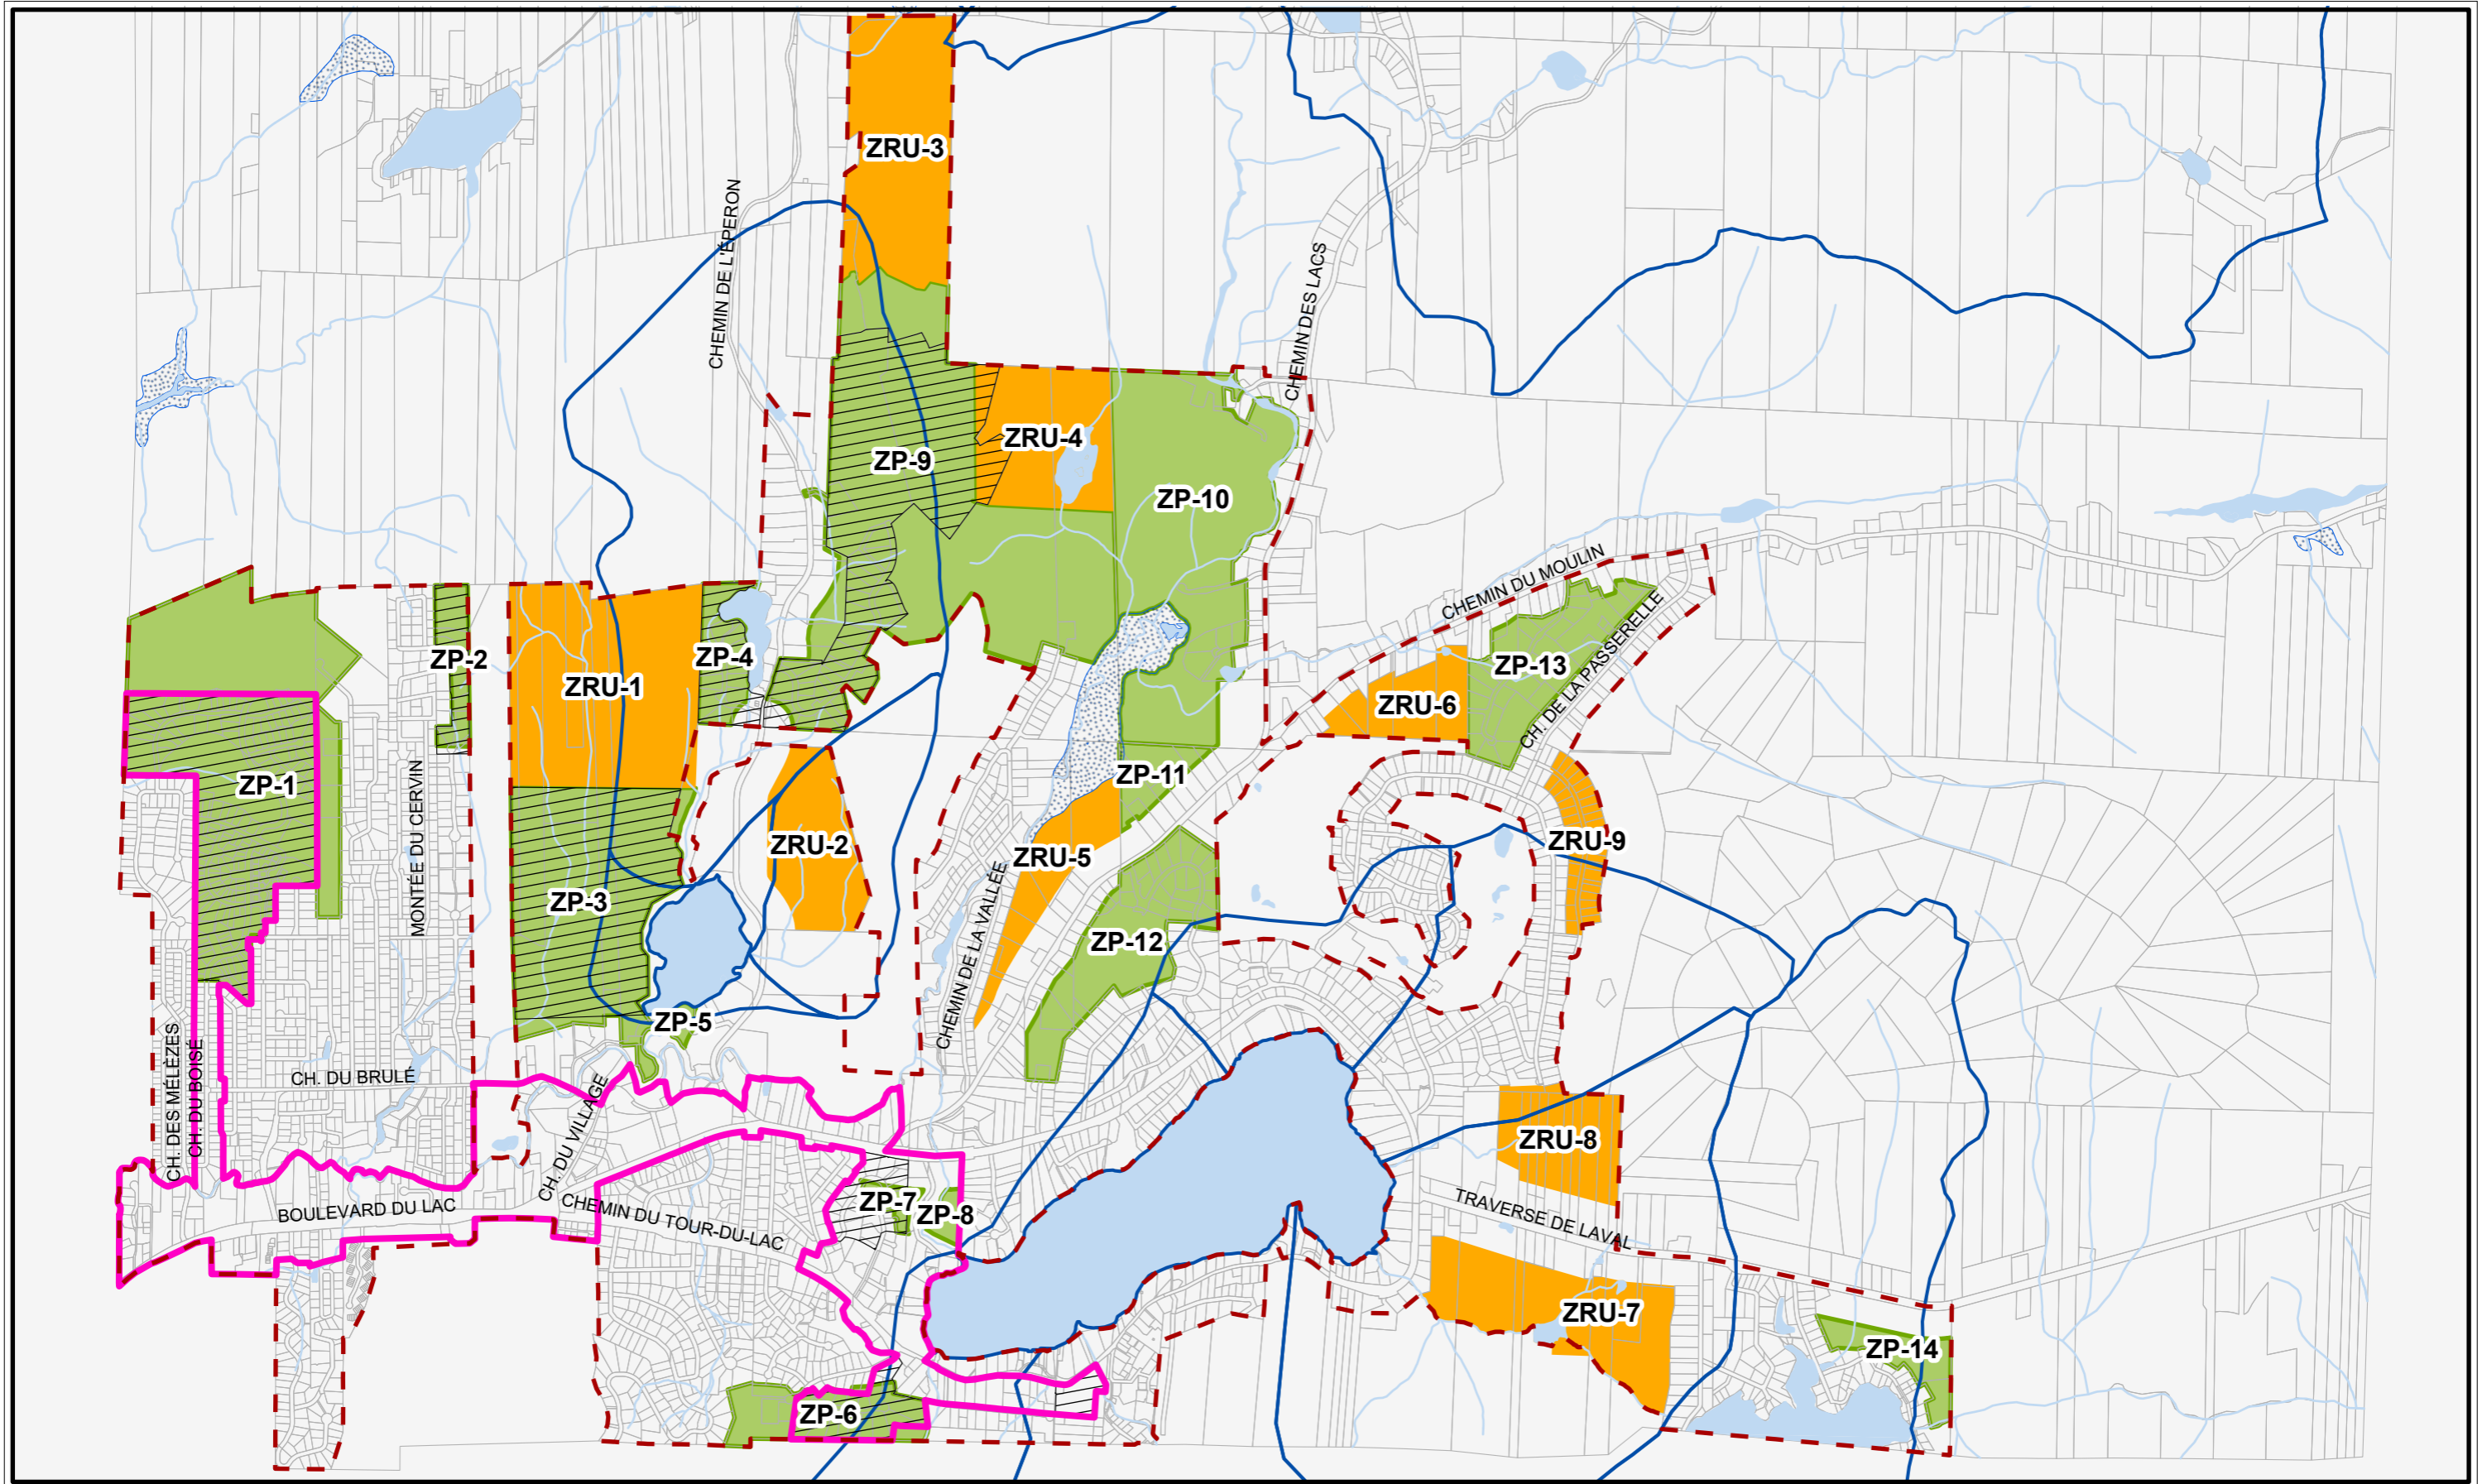 ZRU-3
CHEMIN DE L'ÉPERON
CHEMIN DES LACS
ZRU-4
ZP-9
ZP-10
CHEMIN DU MOULIN
ZP-2
ZP-4
ZRU-1
ZP-13
CH. DE LA PASSERELLE
ZRU-6
ZP-1
ZP-11
MONTÉE DU CERVIN
ZRU-2
ZRU-5
ZRU-9
ZP-3
ZP-12
CHEMIN DE LA VALLÉE
ZP-5
CH. DES MÉLÈZES
CH. DU BOISÉ
CH. DU BRULÉ
CH. DU VILLAGE
ZRU-8
BOULEVARD DU LAC
CHEMIN DU TOUR-DU-LAC
ZP-7
ZP-8
TRAVERSE DE LAVAL
ZRU-7
ZP-14
ZP-6